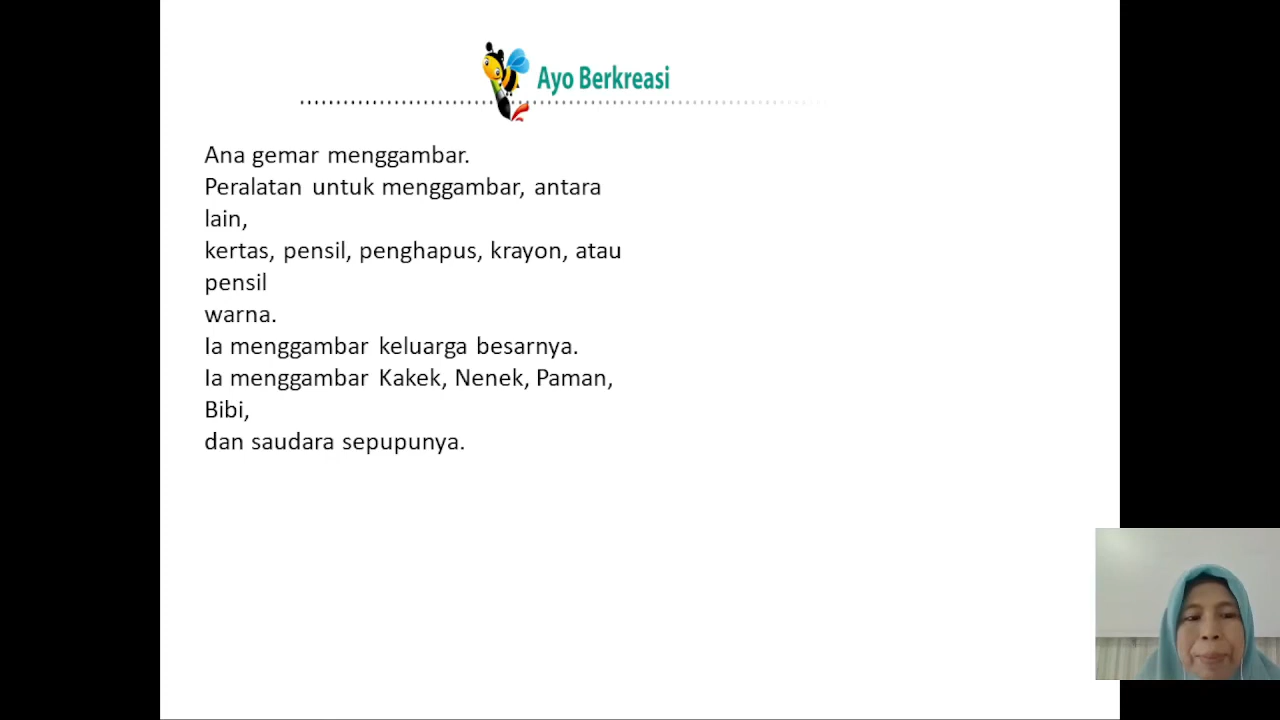 Ayo Berkreasi
Ana gemar menggambar.
Peralatan untuk menggambar, antara
lain,
kertas, pensil, penghapus, krayon, atau
pensil
warna.
Ia menggambar keluarga besarnya.
Ia menggambar Kakek, Nenek, Paman,
Bibi,
dan saudara sepupunya.